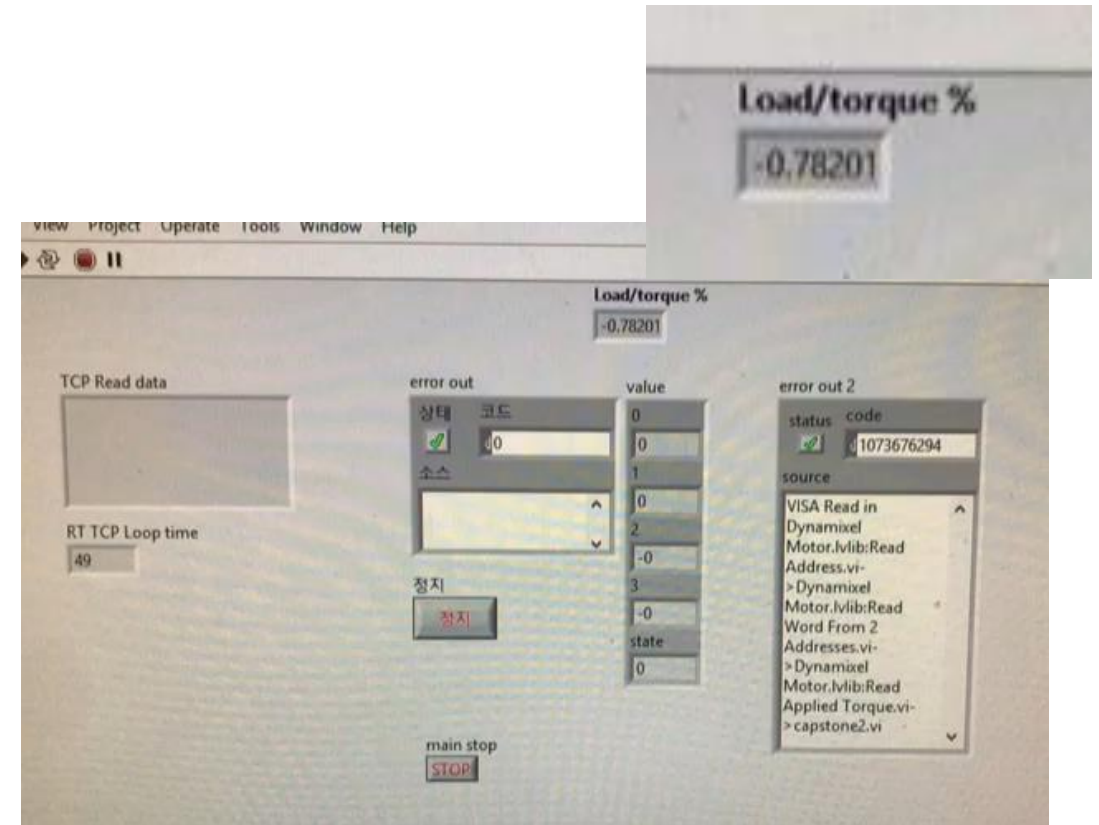 Load/torque %
-0.78201
View Project Operate Tools Window Help
Load/torque %
-0.78201
TCP Read data
RT TCP Loop time
49
error out
상태 코드
d0
소스
정지
정지
main stop
STOP
value
0
0
1
0
2
-0
3
-0
state
0
error out 2
status code
d 1073676294
source
VISA Read in
Dynamixel
Motor.lvlib:Read
Address.vi-
>Dynamixel
Motor.lvlib:Read
Word From 2
Addresses.vi-
>Dynamixel
Motor.lvlib:Read
Applied Torque.vi-
>capstone2.vi